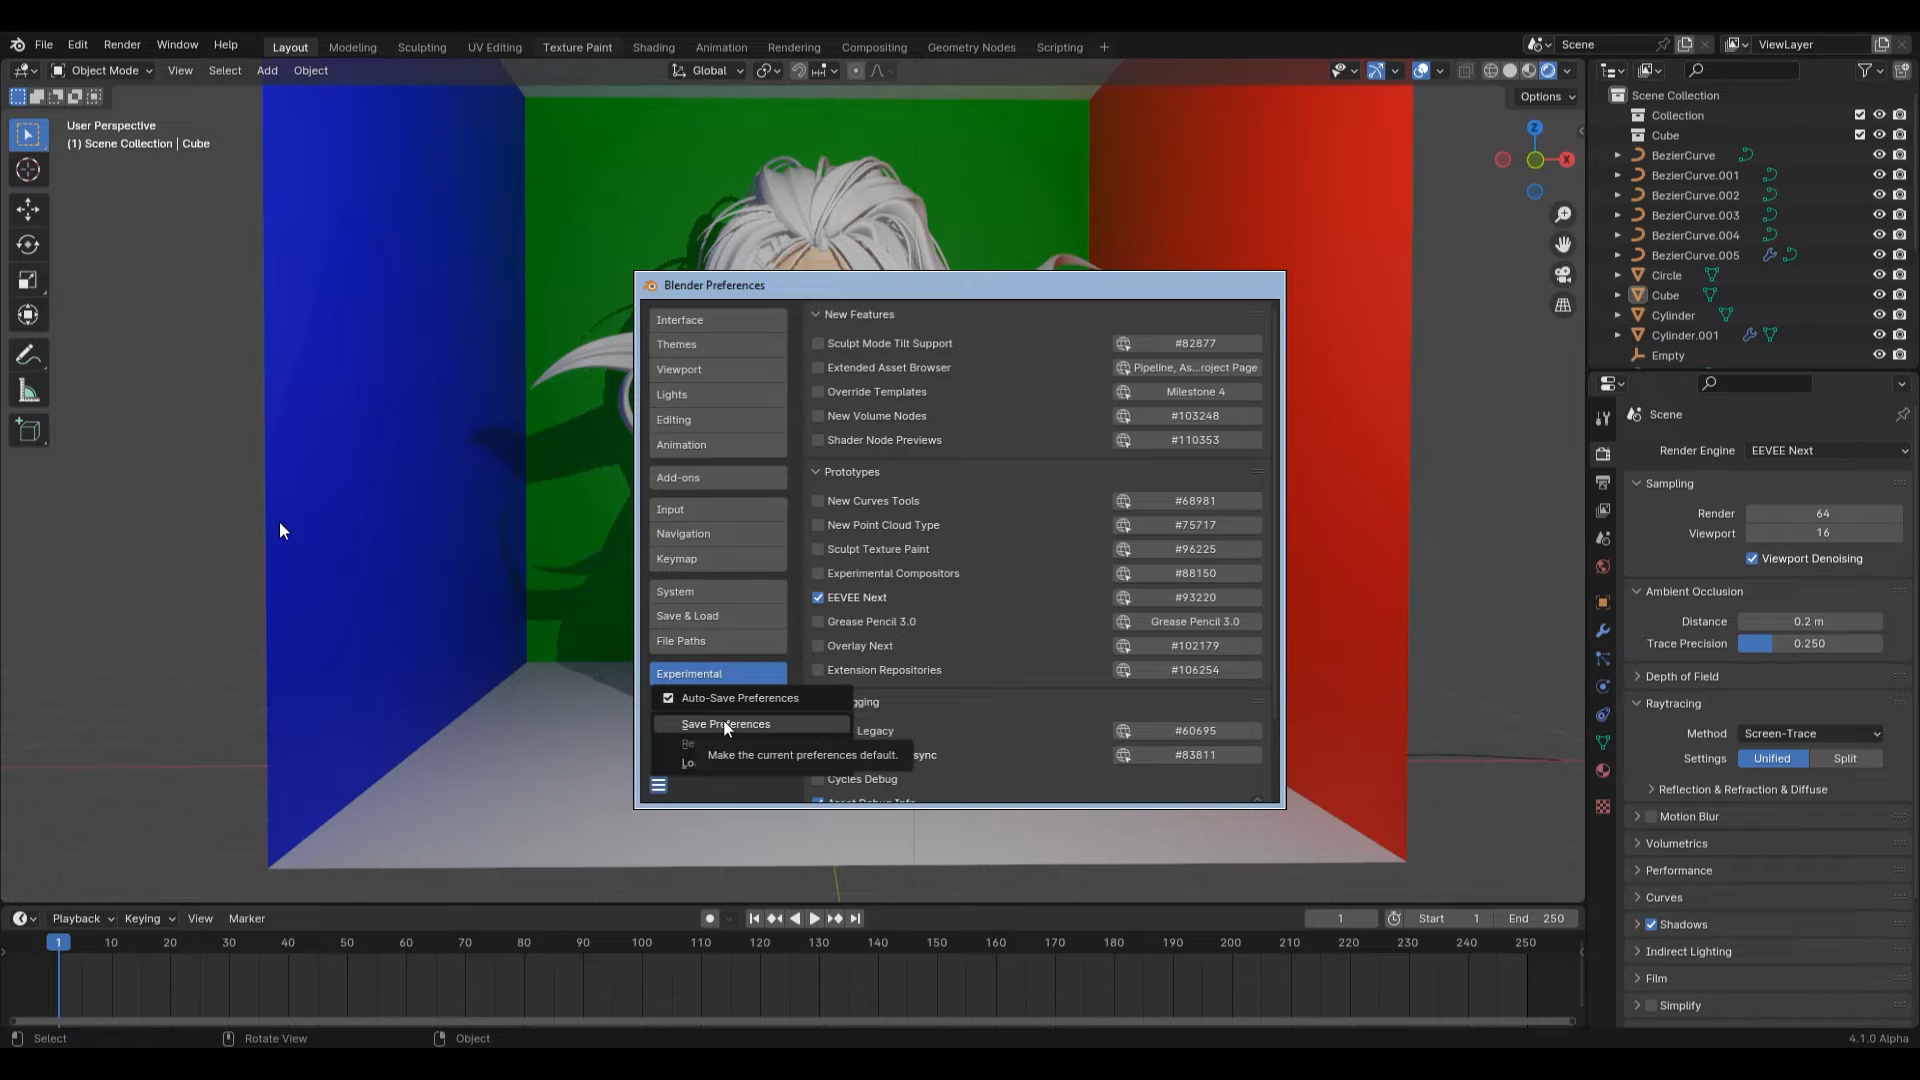 File Edit Render Window Help Layout Modeling Sculpting UV Editing Texture Paint Shading Animation Rendering Compositing Geometry Nodes Scripting + Scene ViewLayer
Object Mode View Select Add Object Global
Options
User Perspective
(1) Scene Collection | Cube
Scene Collection
Collection
Cube
BezierCurve
BezierCurve.001
BezierCurve.002
BezierCurve.003
BezierCurve.004
BezierCurve.005
Circle
Cube
Cylinder
Cylinder.001
Empty
Z
X
Blender Preferences
Interface
Themes
Viewport
Lights
Editing
Animation
Add-ons
Input
Navigation
Keymap
System
Save & Load
File Paths
Experimental
New Features
Sculpt Mode Tilt Support #82877
Extended Asset Browser Pipeline, As...roject Page
Override Templates Milestone 4
New Volume Nodes #103248
Shader Node Previews #110353
Prototypes
New Curves Tools #68981
New Point Cloud Type #75717
Sculpt Texture Paint #96225
Experimental Compositors #88150
EEVEE Next #93220
Grease Pencil 3.0 Grease Pencil 3.0
Overlay Next #102179
Extension Repositories #106254
gging
Legacy #60695
sync #83811
Cycles Debug
Auto-Save Preferences
Save Preferences
Re
Lo
Make the current preferences default.
Scene
Render Engine EEVEE Next
Sampling
Render 64
Viewport 16
Viewport Denoising
Ambient Occlusion
Distance 0.2 m
Trace Precision 0.250
Depth of Field
Raytracing
Method Screen-Trace
Settings Unified Split
Reflection & Refraction & Diffuse
Motion Blur
Volumetrics
Performance
Curves
Shadows
Indirect Lighting
Film
Simplify
Playback Keying View Marker 1 Start 1 End 250
1 10 20 30 40 50 60 70 80 90 100 110 120 130 140 150 160 170 180 190 200 210 220 230 240 250
Select Rotate View Object 4.1.0 Alpha